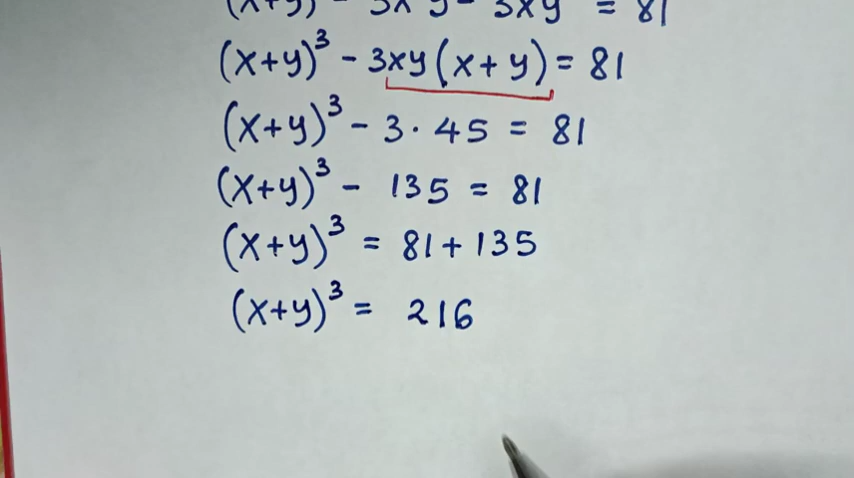 (x+y)³ - 3xy(x+y) = 81
(x+y)³ - 3·45 = 81
(x+y)³ - 135 = 81
(x+y)³ = 81+135
(x+y)³ = 216